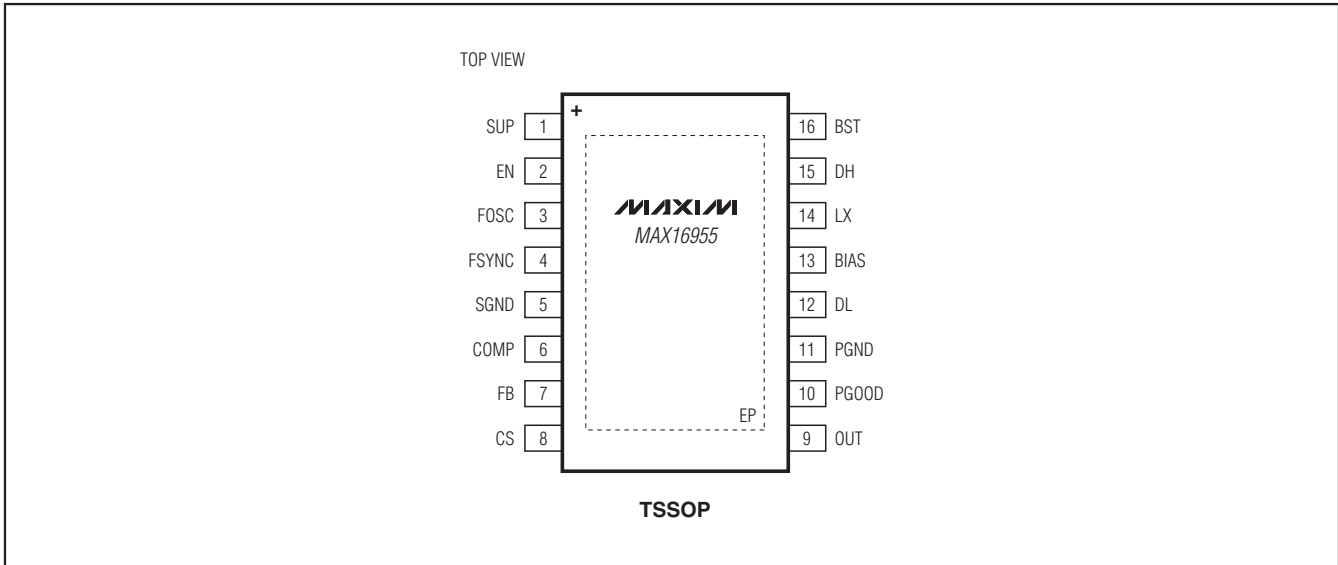 TOP VIEW
+
SUP 1
EN 2
FOSC 3
FSYNC 4
SGND 5
COMP 6
FB 7
CS 8
MAXIM
MAX16955
EP
16 BST
15 DH
14 LX
13 BIAS
12 DL
11 PGND
10 PGOOD
9 OUT
TSSOP